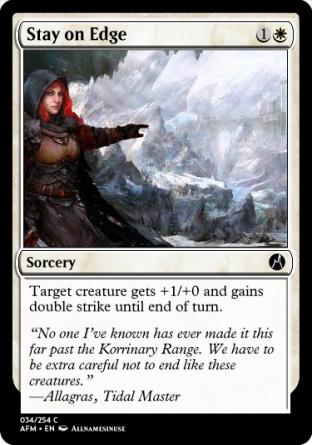 Stay on Edge 1
Sorcery
Target creature gets +1/+0 and gains
double strike until end of turn.
“No one I’ve known has ever made it this
far past the Korrinary Range. We have to
be extra careful not to end like these
creatures.”
—Allagras, Tidal Master
034/254 C
AFM • EN ALLNAMESINUSE